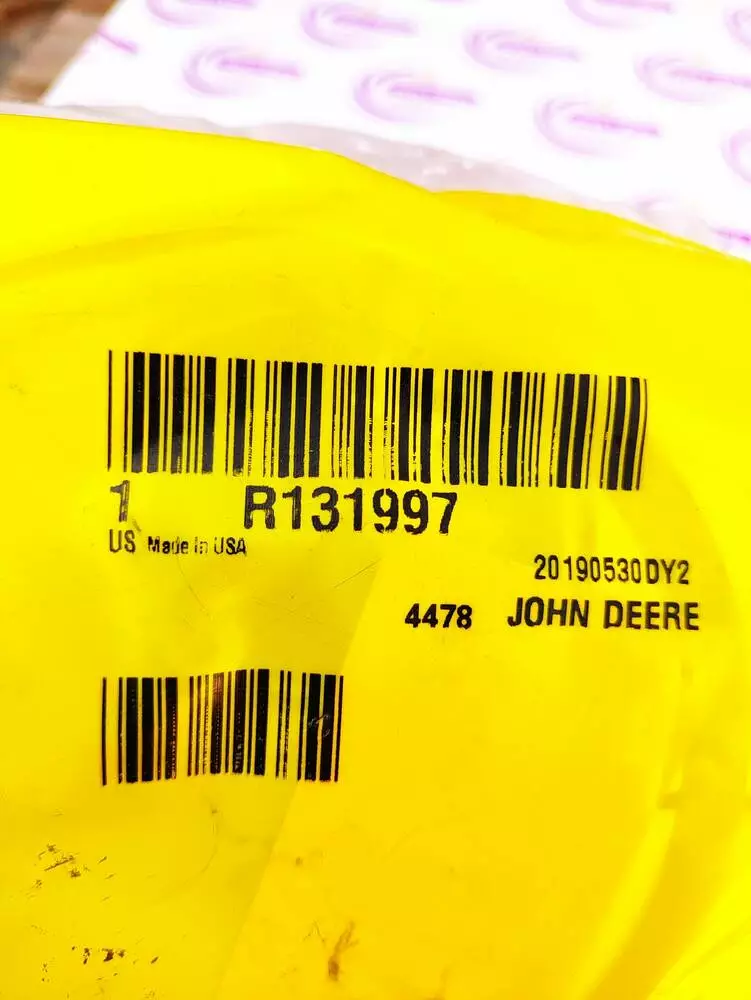 1 R131997
US Made In USA
20190530DY2
4478 JOHN DEERE